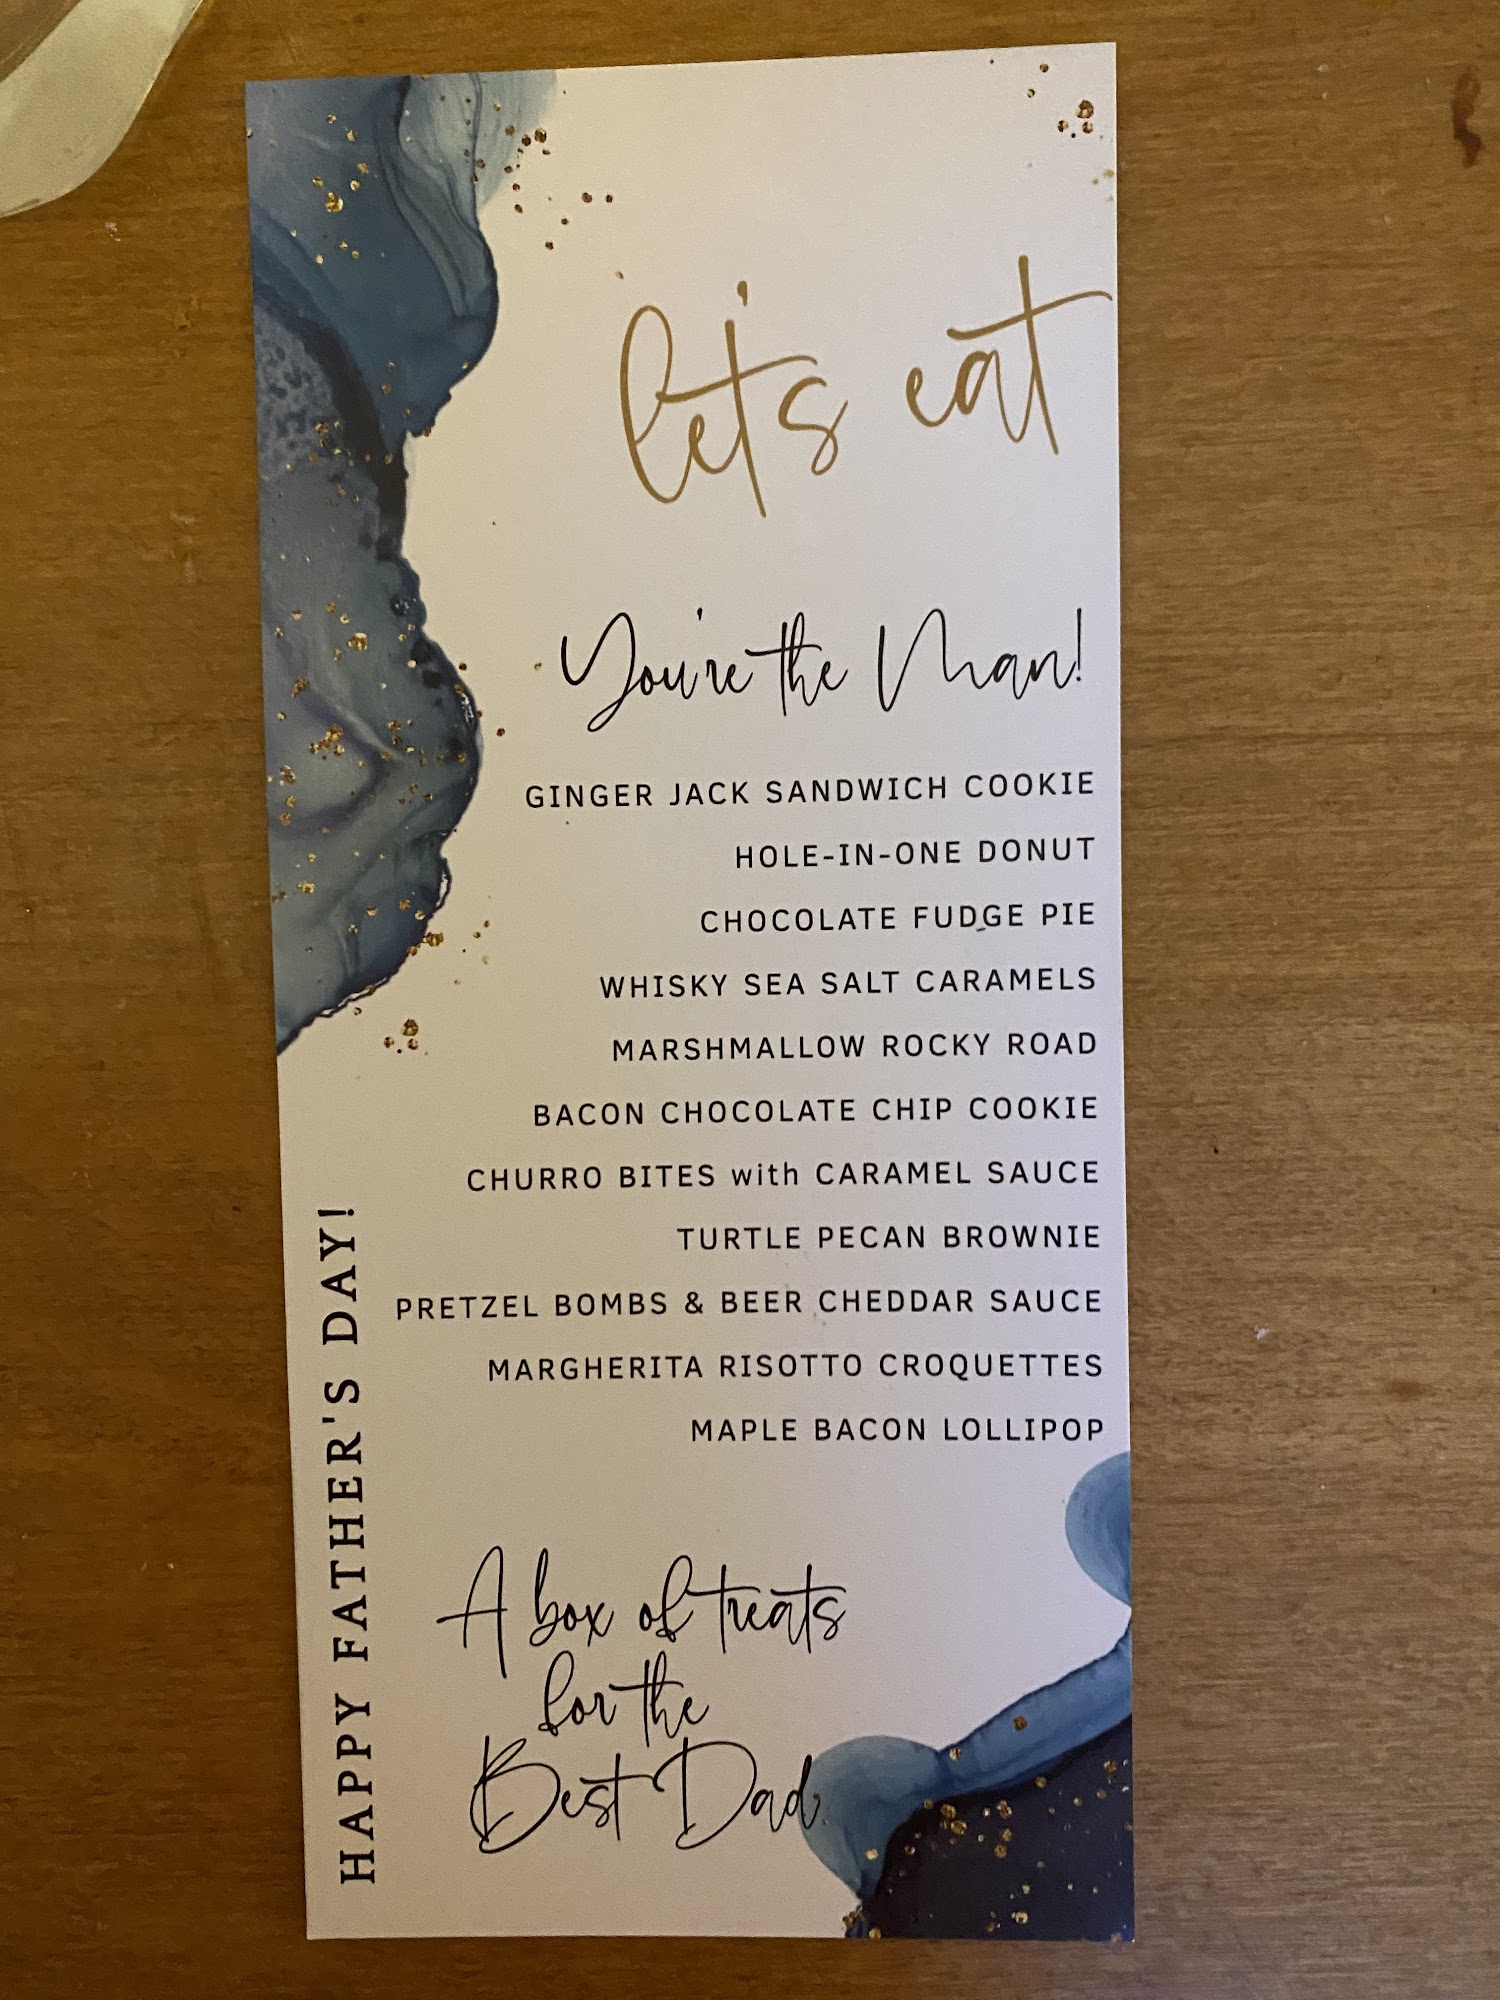 let's eat
You're the Man!
GINGER JACK SANDWICH COOKIE
HOLE-IN-ONE DONUT
CHOCOLATE FUDGE PIE
WHISKY SEA SALT CARAMELS
MARSHMALLOW ROCKY ROAD
BACON CHOCOLATE CHIP COOKIE
CHURRO BITES with CARAMEL SAUCE
TURTLE PECAN BROWNIE
PRETZEL BOMBS & BEER CHEDDAR SAUCE
MARGHERITA RISOTTO CROQUETTES
MAPLE BACON LOLLIPOP
A box of treats
for the
Best Dad
HAPPY FATHER'S DAY!